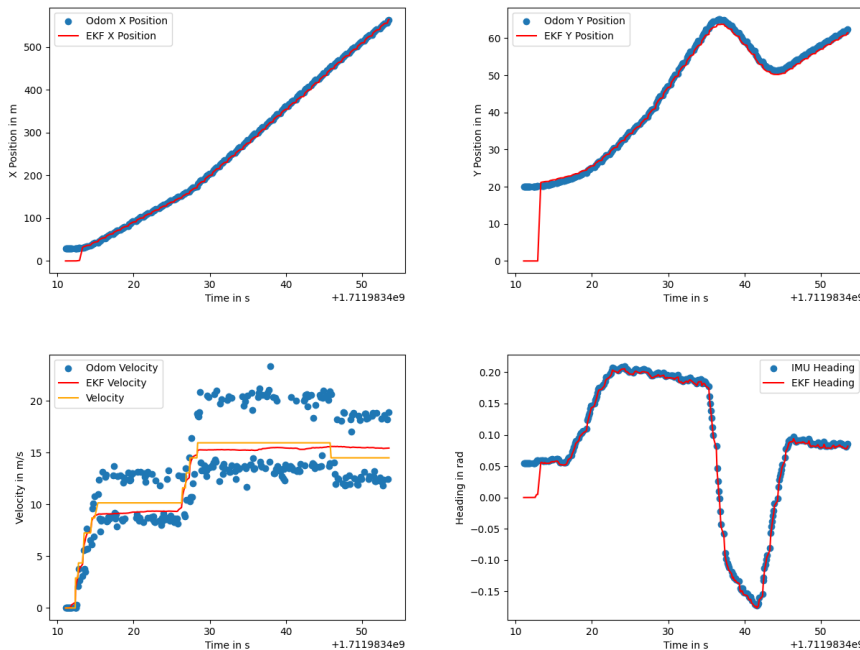 Odom X Position
EKF X Position
X Position in m
500
400
300
200
100
0
10 20 30 40 50
Time in s
+1.7119834e9
Odom Y Position
EKF Y Position
Y Position in m
60
50
40
30
20
10
0
10 20 30 40 50
Time in s
+1.7119834e9
Odom Velocity
EKF Velocity
Velocity
Velocity in m/s
20
15
10
5
0
10 20 30 40 50
Time in s
+1.7119834e9
IMU Heading
EKF Heading
Heading in rad
0.20
0.15
0.10
0.05
0.00
−0.05
−0.10
−0.15
10 20 30 40 50
Time in s
+1.7119834e9